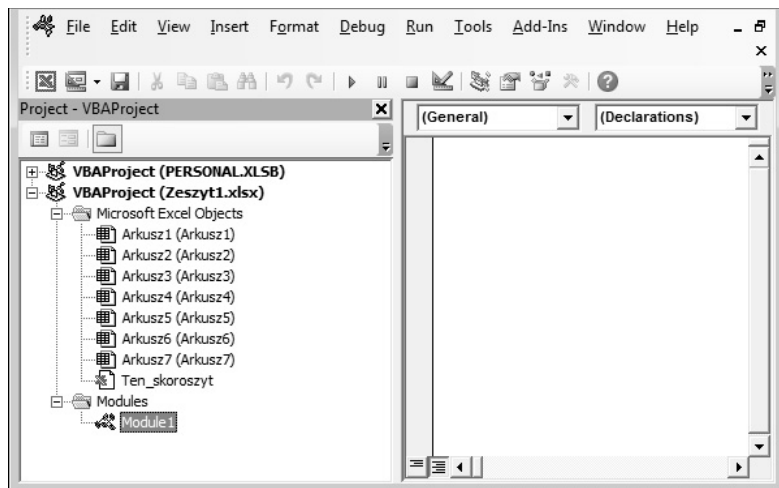 File Edit View Insert Format Debug Run Tools Add-Ins Window Help
Project - VBAProject
(General) (Declarations)
VBAProject (PERSONAL.XLSB)
VBAProject (Zeszyt1.xlsx)
Microsoft Excel Objects
Arkusz1 (Arkusz1)
Arkusz2 (Arkusz2)
Arkusz3 (Arkusz3)
Arkusz4 (Arkusz4)
Arkusz5 (Arkusz5)
Arkusz6 (Arkusz6)
Arkusz7 (Arkusz7)
Ten_skoroszyt
Modules
Module1